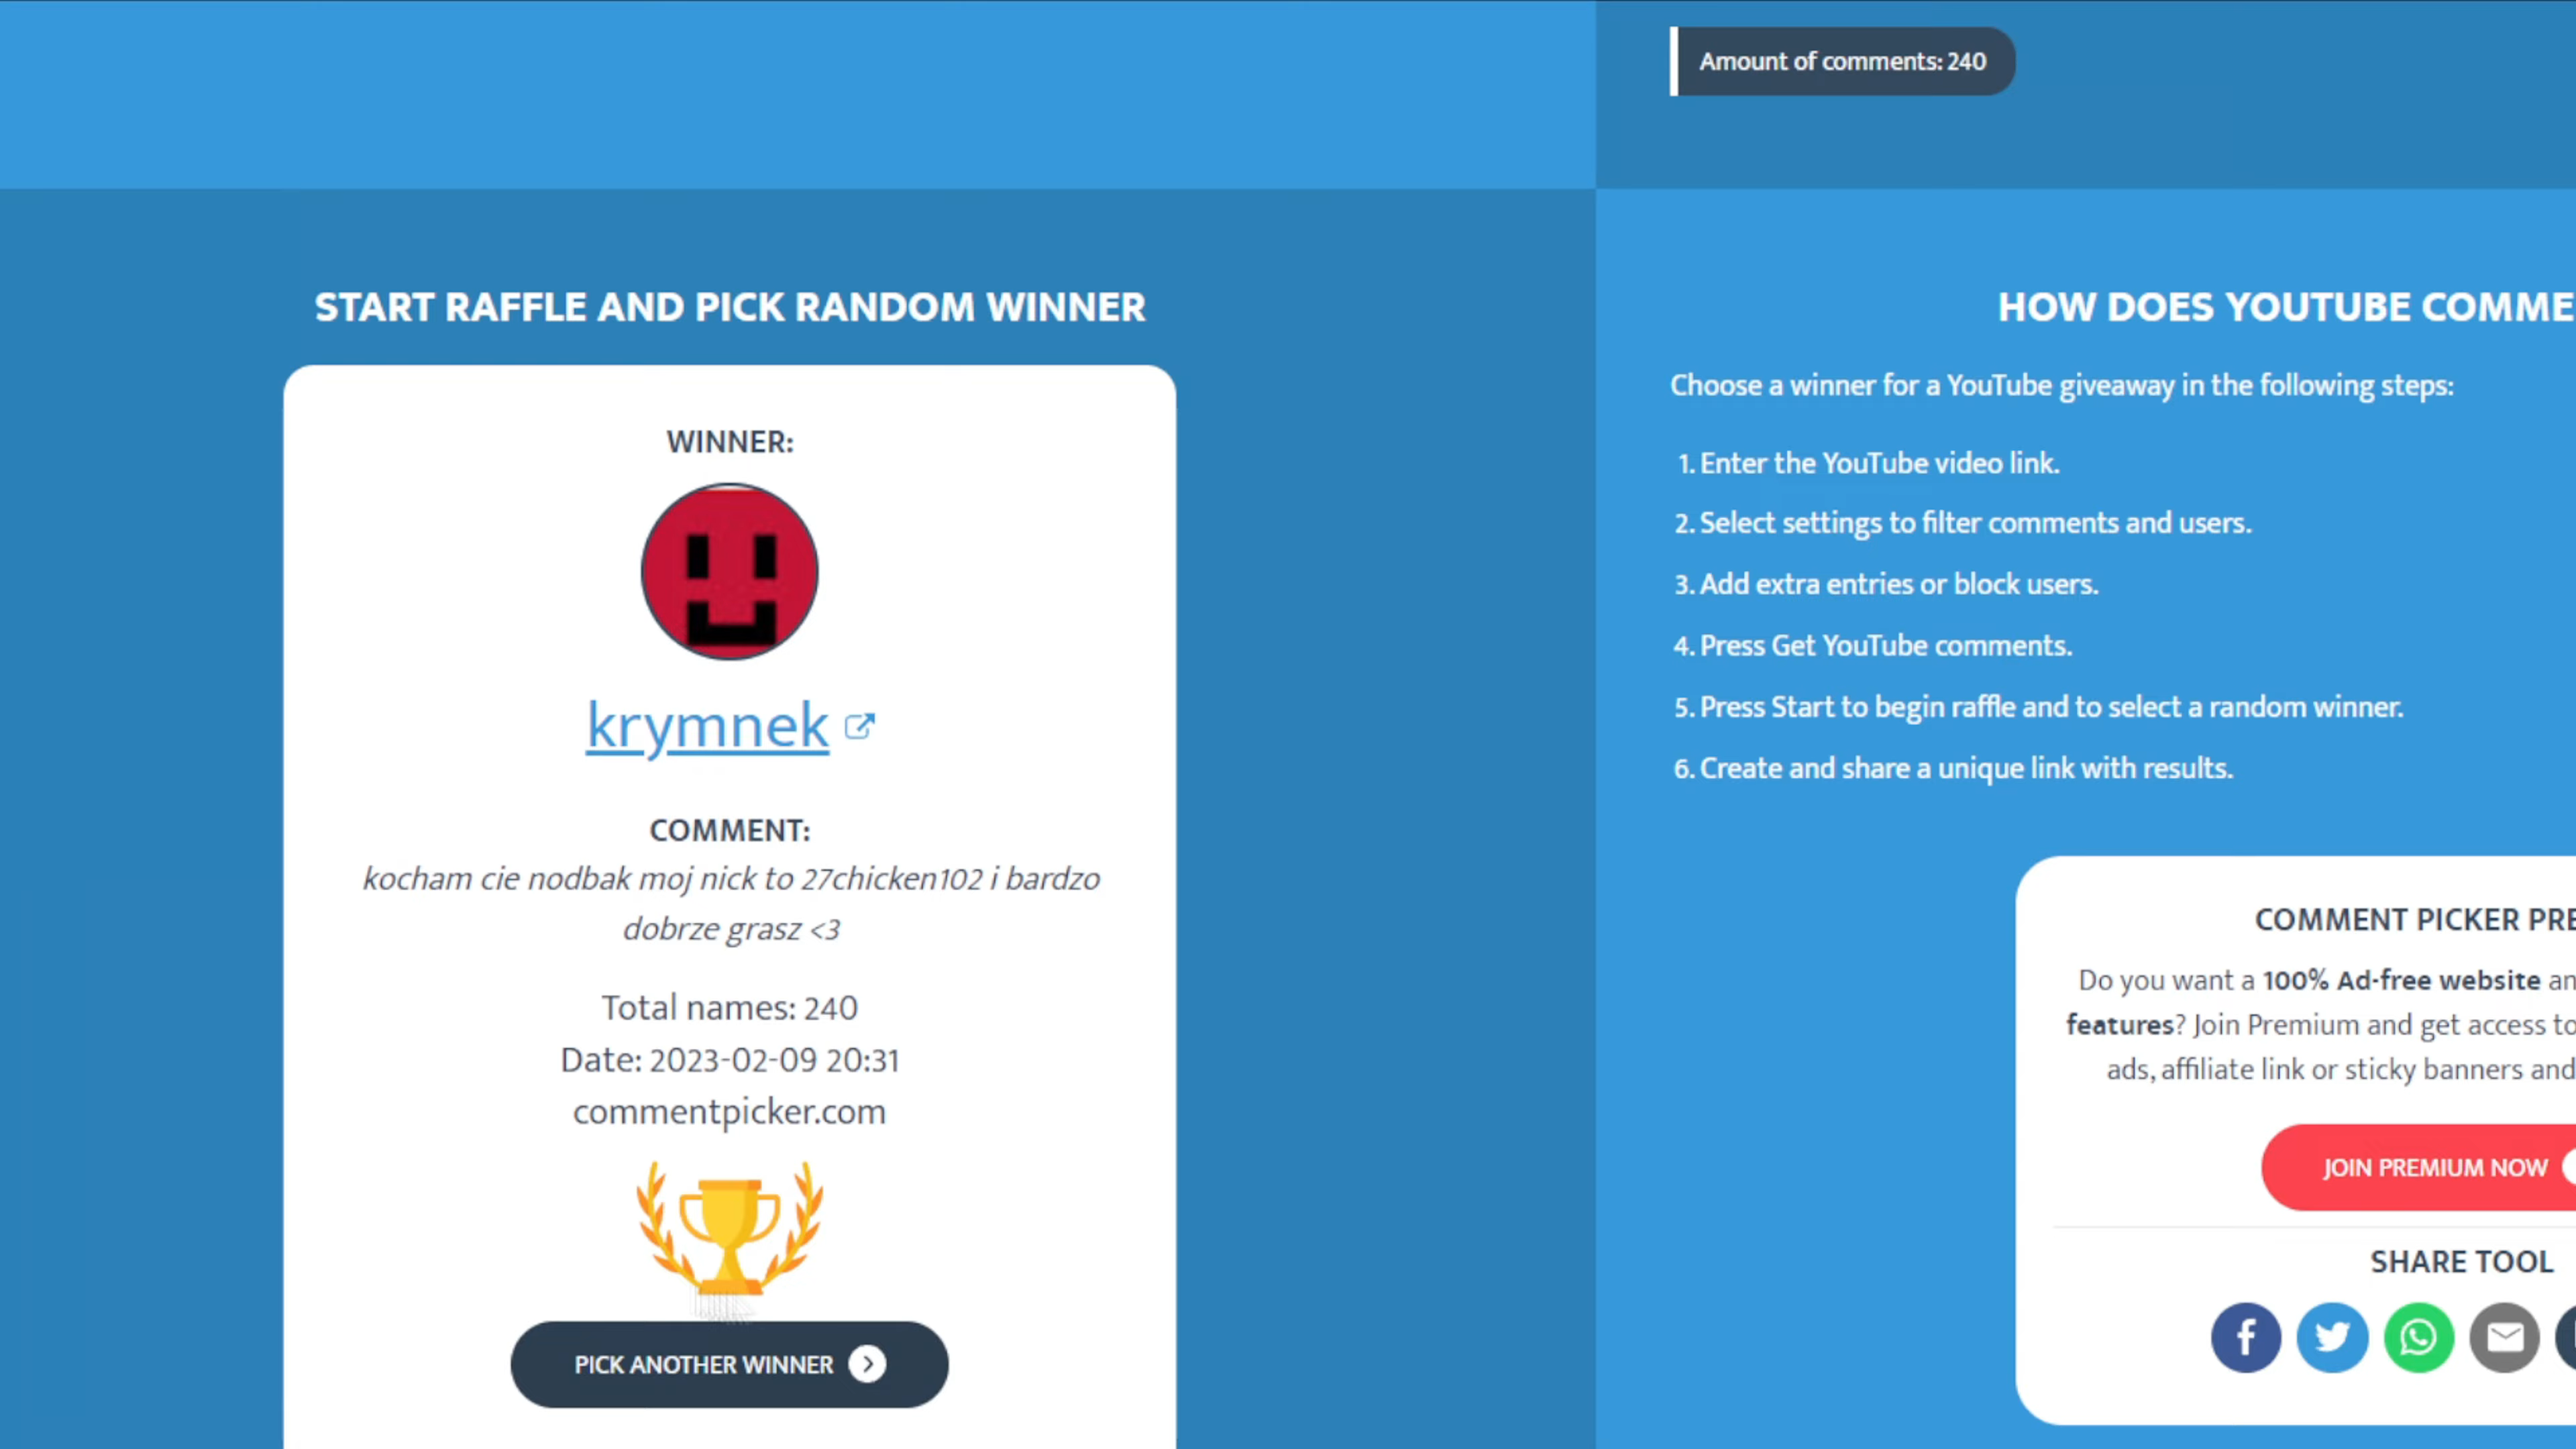 Amount of comments: 240
START RAFFLE AND PICK RANDOM WINNER
WINNER:
krymnek
COMMENT:
kocham cie nodbak moj nick to 27chicken102 i bardzo
dobrze grasz <3
Total names: 240
Date: 2023-02-09 20:31
commentpicker.com
PICK ANOTHER WINNER
HOW DOES YOUTUBE COMME
Choose a winner for a YouTube giveaway in the following steps:
1. Enter the YouTube video link.
2. Select settings to filter comments and users.
3. Add extra entries or block users.
4. Press Get YouTube comments.
5. Press Start to begin raffle and to select a random winner.
6. Create and share a unique link with results.
COMMENT PICKER PRE
Do you want a 100% Ad-free website an
features? Join Premium and get access to
ads, affiliate link or sticky banners and
JOIN PREMIUM NOW
SHARE TOOL